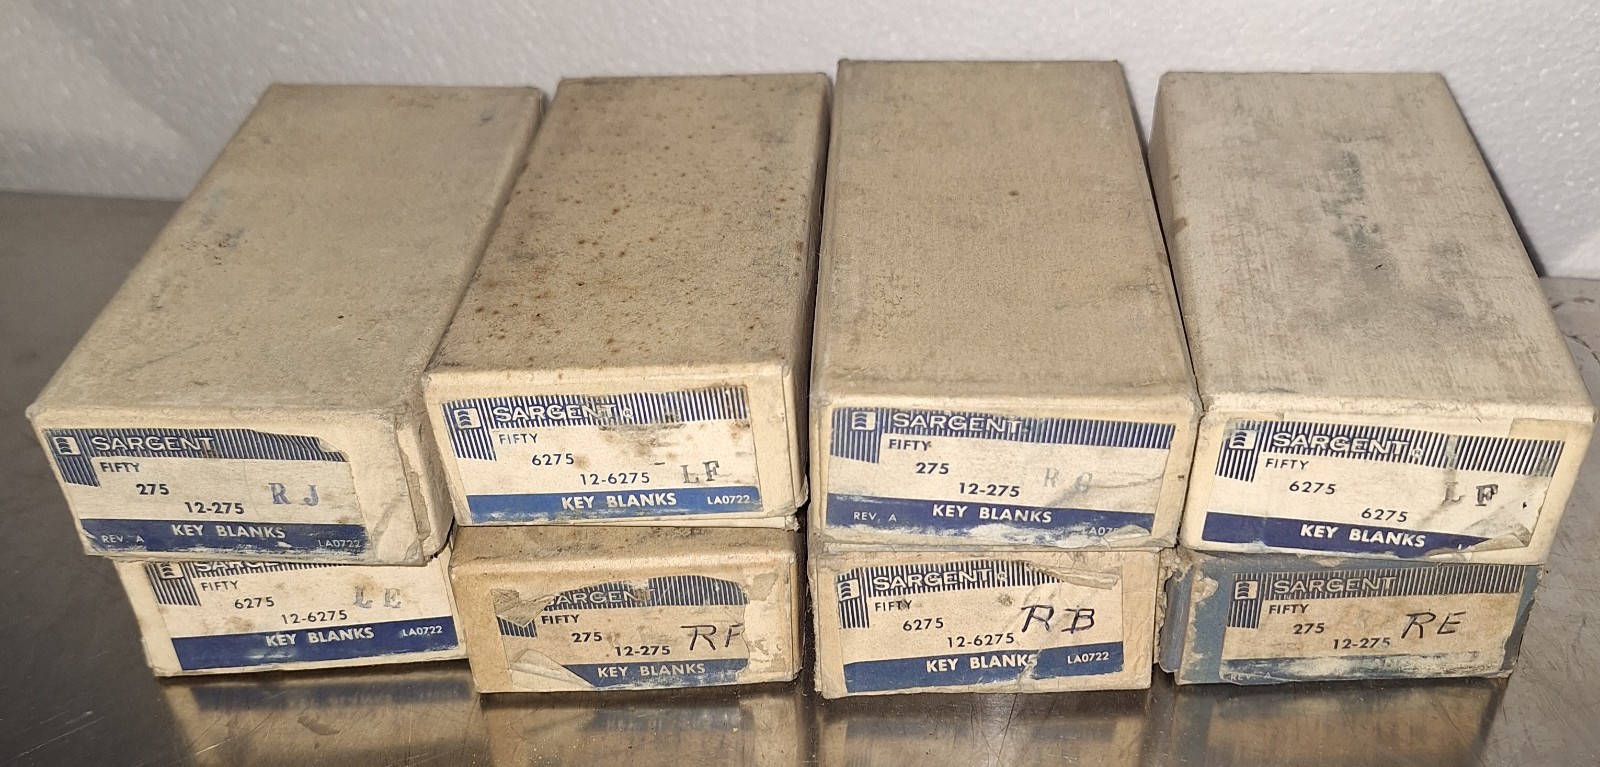 SARGENT
FIFTY
275
12-275 RJ
REV. A KEY BLANKS LA0722
SARGENT
FIFTY
6275
12-6275 - LF
KEY BLANKS LA0722
SARGENT
FIFTY
275
12-275 R
REV. A KEY BLANKS
SARGENT
FIFTY
6275 LF
6275
KEY BLANKS
SARGENT
FIFTY
6275
12-6275 LE
KEY BLANKS LA0722
SARGENT
FIFTY
275
12-275 RF
KEY BLANKS
SARGENT
FIFTY
6275
12-6275 RB
KEY BLANKS LA0722
SARGENT
FIFTY
275
12-275 RE
REV. A